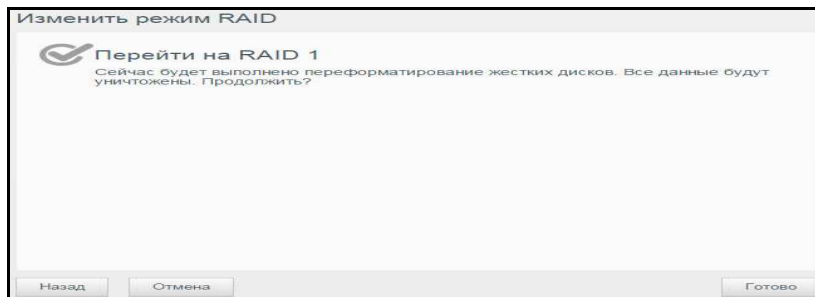 Изменить режим RAID
Перейти на RAID 1
Сейчас будет выполнено переформатирование жестких дисков. Все данные будут
уничтожены. Продолжить?
Назад
Отмена
Готово